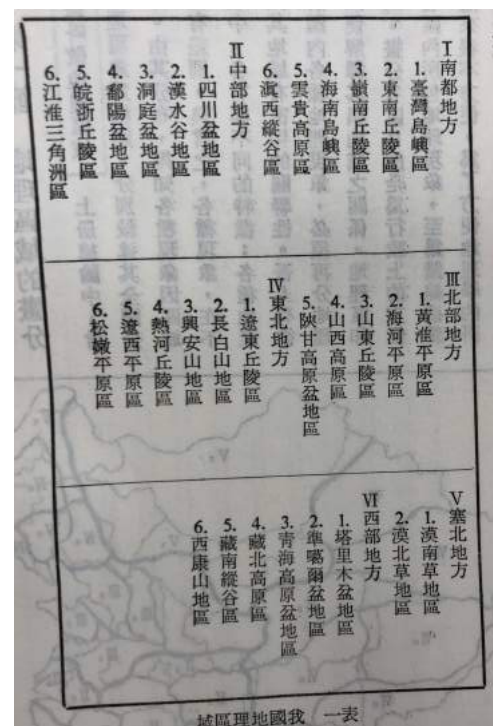 I 南部地方
1. 臺灣島嶼區
2. 東南丘陵區
3. 嶺南丘陵區
4. 海南島嶼區
5. 雲貴高原區
6. 滇西縱谷區
II 中部地方
1. 四川盆地區
2. 漢水谷地區
3. 洞庭盆地區
4. 鄱陽盆地區
5. 皖浙丘陵區
6. 江淮三角洲區
III 北部地方
1. 黃淮平原區
2. 海河平原區
3. 山東丘陵區
4. 山西高原區
5. 陝甘高原盆地區
IV 東北地方
1. 遼東丘陵區
2. 長白山地區
3. 興安山地區
4. 熱河丘陵區
5. 遼西平原區
6. 松嫩平原區
V 塞北地方
1. 漠南草地區
2. 漠北草地區
VI 西部地方
1. 塔里木盆地區
2. 準噶爾盆地區
3. 青海高原盆地區
4. 藏北高原區
5. 藏南縱谷區
6. 西康山地區
表一 我國地理區域